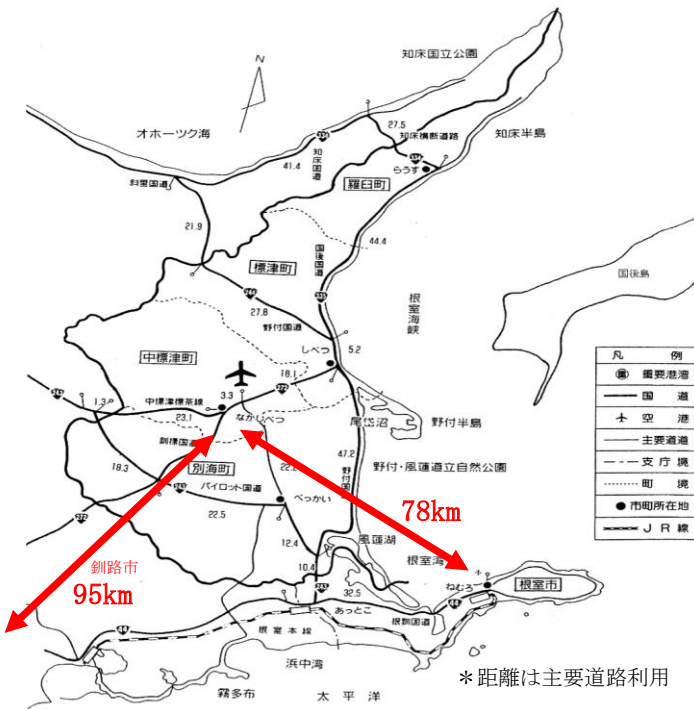 知床国立公園
N
オホーツク海
334
27.5
知床横断道路
知床半島
知床国道
41.4
334
らうす
羅臼町
斜里国道
21.9
44.4
標津町
国後国道
国後島
244
335
27.8
野付国道
根室海峡
しべつ
5.2
中標津町
18.1
272
3.3
中標津標茶線
243
1.3
23.1
なかしべつ
尾岱沼
野付半島
釧標国道
47.2
18.3
別海町
野付・風蓮道立自然公園
パイロット国道
243
べっかい
22.5
272
78km
12.4
風蓮湖
根室湾
釧路市
95km
10.4
243
32.5
ねむろ
根室市
44
あっとこ
44
根釧国道
根室本線
浜中湾
霧多布
太平洋
*距離は主要道路利用
凡例
重要港湾
国道
空港
主要道道
支庁境
町境
市町所在地
JR線